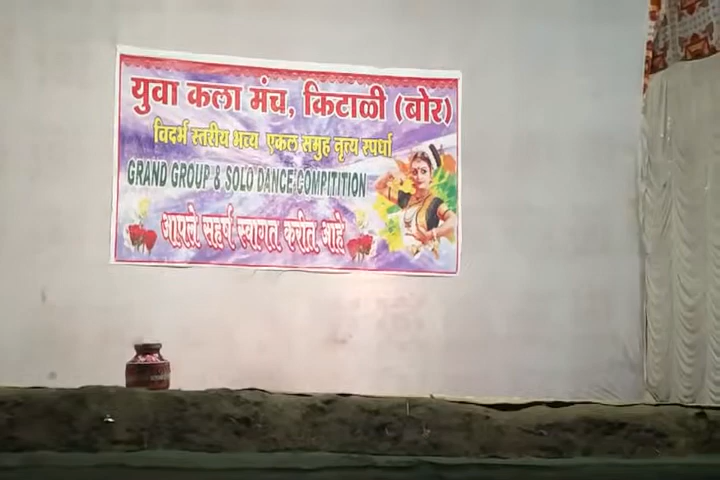 युवा कला मंच, किटाळी (बोर)
विदर्भ स्तरीय भव्य एकल समुह नृत्य स्पर्धा
GRAND GROUP & SOLO DANCE COMPITITION
आपले सहर्ष स्वागत करीत आहे